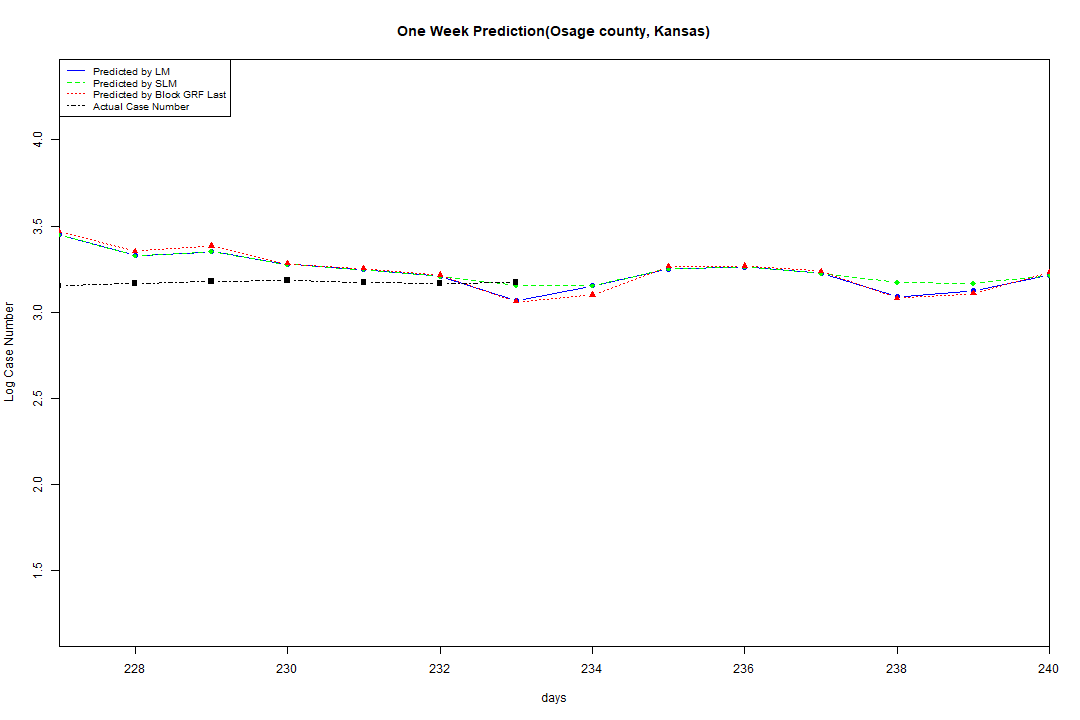 One Week Prediction(Osage county, Kansas)
Predicted by LM
Predicted by SLM
Predicted by Block GRF Last
Actual Case Number
4.0
3.5
3.0
2.5
2.0
1.5
Log Case Number
228 230 232 234 236 238 240
days